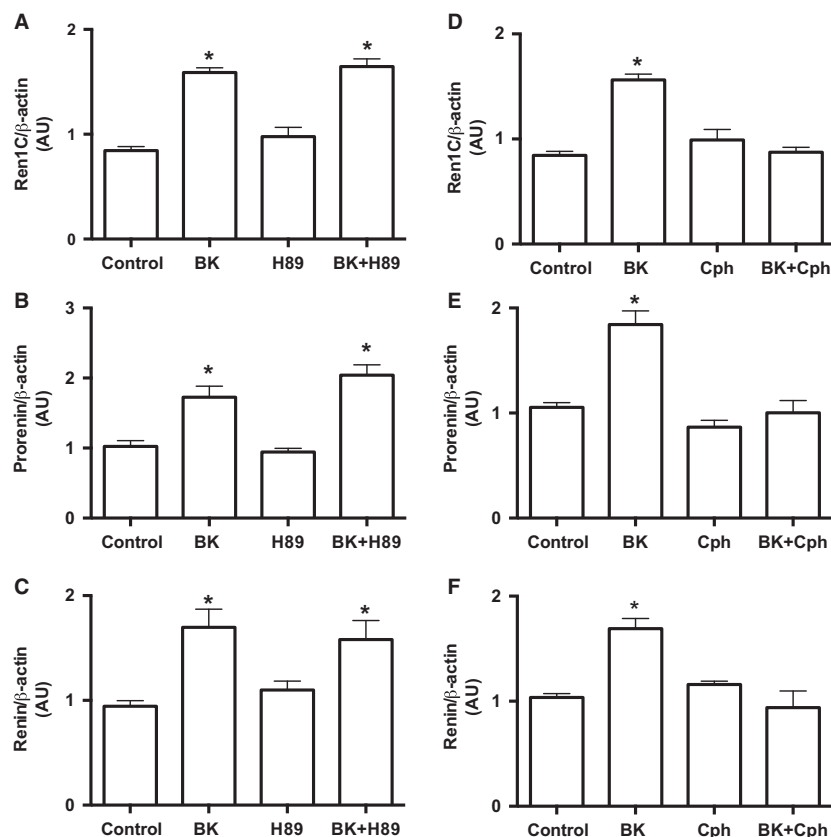 A
Ren1C/β-actin
(AU)
2
1
0
*
*
Control BK H89 BK+H89
D
Ren1C/β-actin
(AU)
2
1
0
*
Control BK Cph BK+Cph
B
Prorenin/β-actin
(AU)
3
2
1
0
*
*
Control BK H89 BK+H89
E
Prorenin/β-actin
(AU)
2
1
0
*
Control BK Cph BK+Cph
C
Renin/β-actin
(AU)
2
1
0
*
*
Control BK H89 BK+H89
F
Renin/β-actin
(AU)
2
1
0
*
Control BK Cph BK+Cph